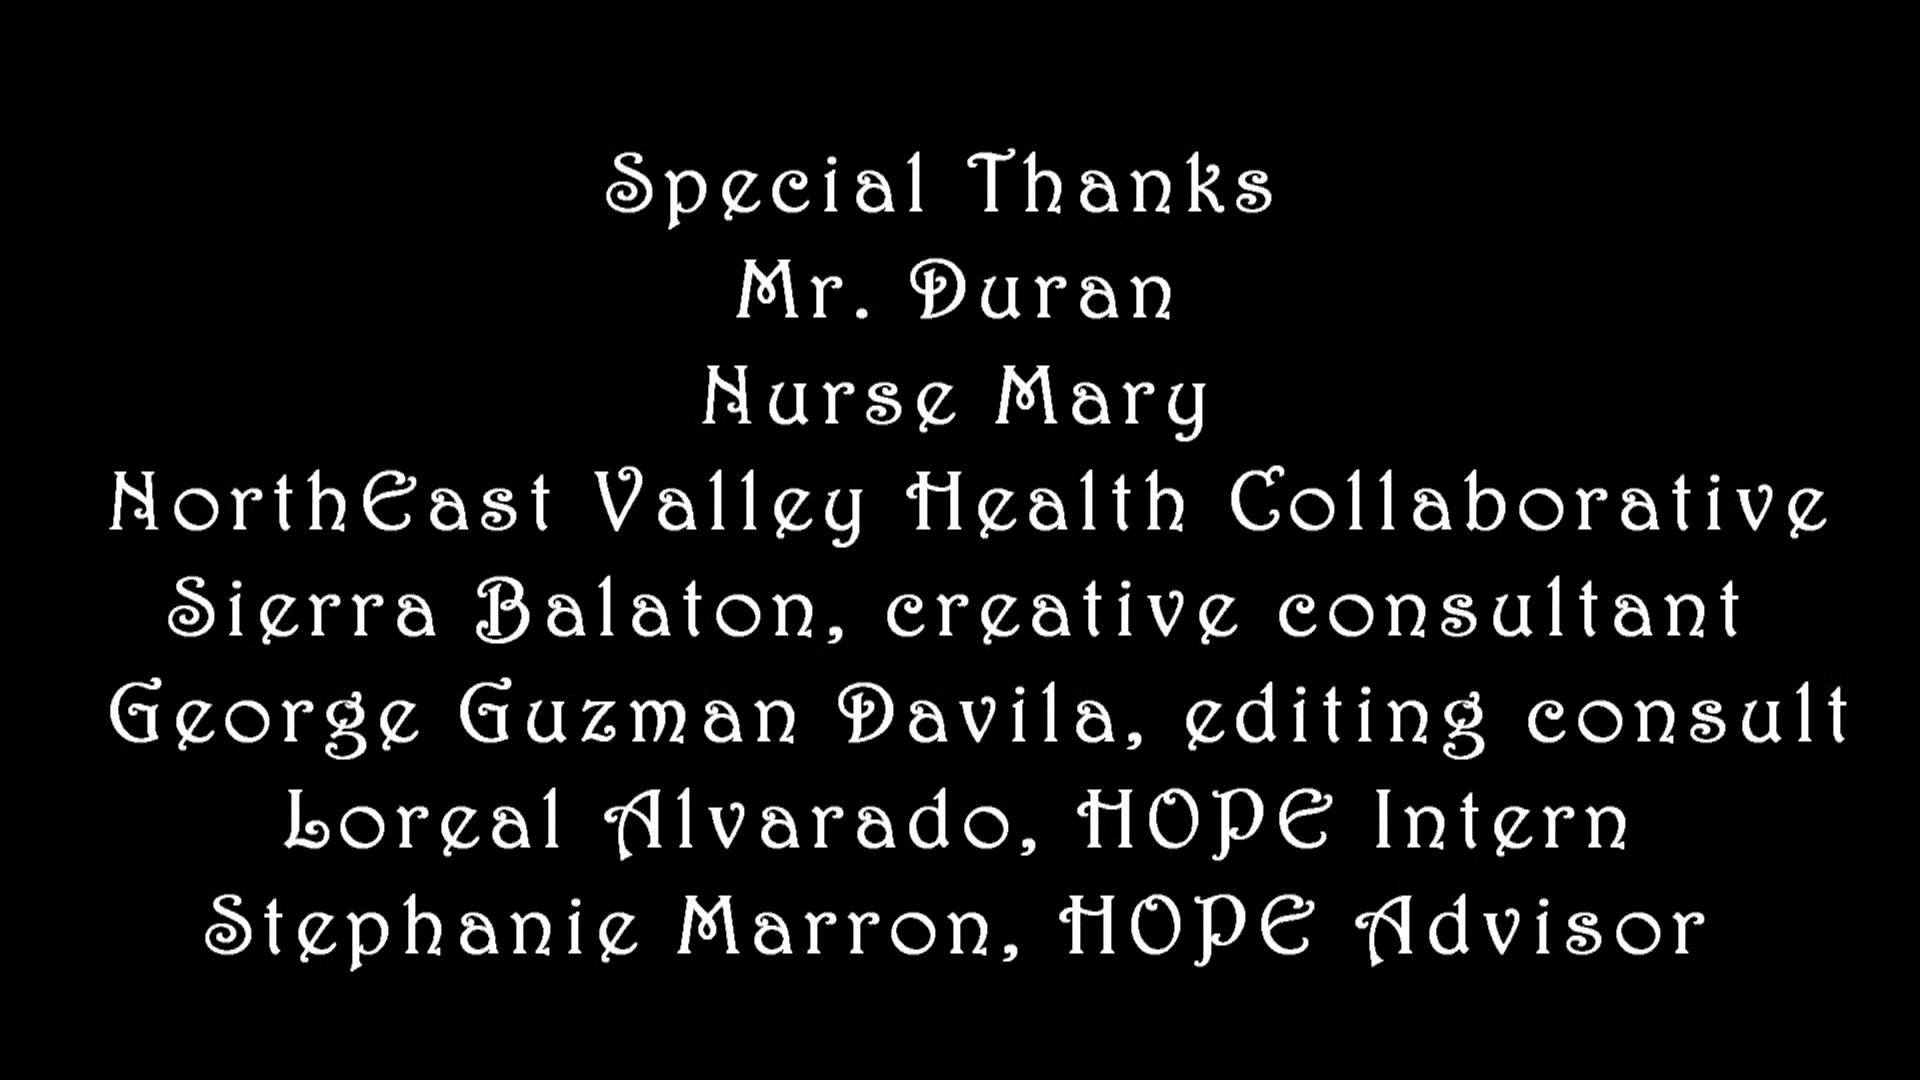 Special Thanks
Mr. Duran
Nurse Mary
NorthEast Valley Health Collaborative
Sierra Balaton, creative consultant
George Guzman Davila, editing consult
Loreal Alvarado, HOPE Intern
Stephanie Marron, HOPE Advisor